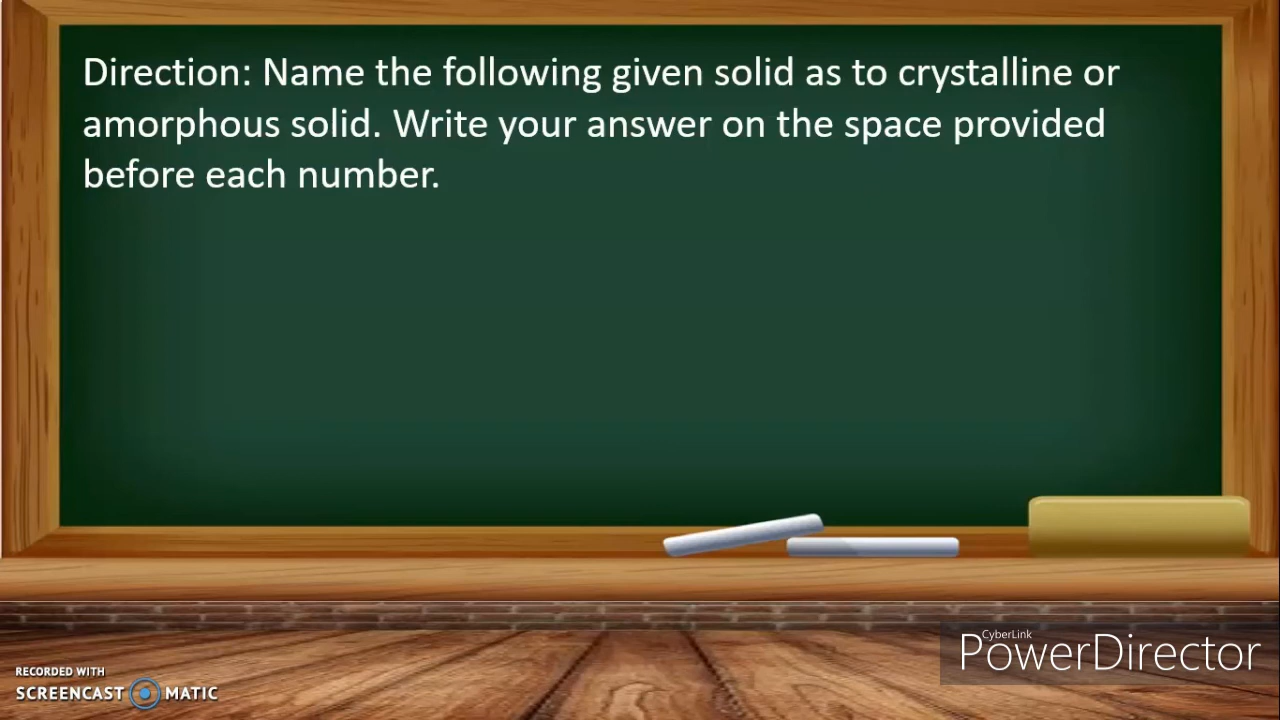 Direction: Name the following given solid as to crystalline or
amorphous solid. Write your answer on the space provided
before each number.
CyberLink
PowerDirector
RECORDED WITH
SCREENCAST MATIC